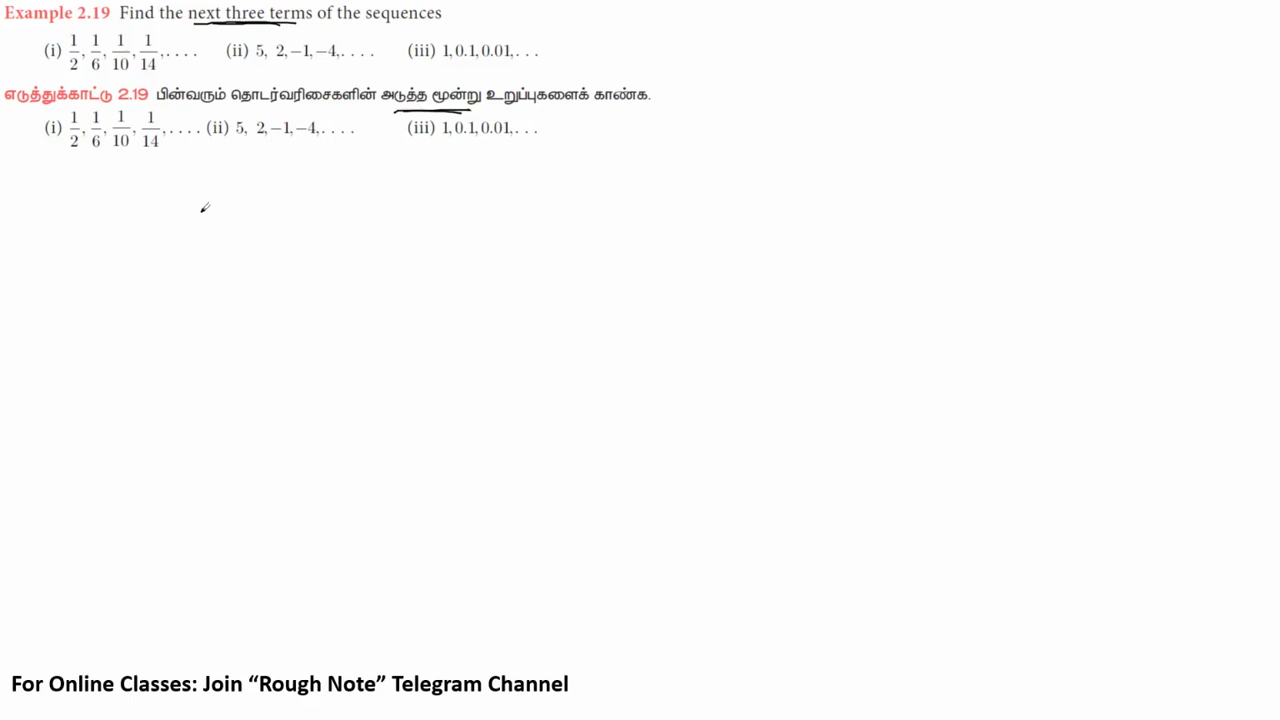 Example 2.19 Find the next three terms of the sequences
(i) 1/2, 1/6, 1/10, 1/14,.... (ii) 5, 2,−1,−4,.... (iii) 1,0.1,0.01,...
எடுத்துக்காட்டு 2.19 பின்வரும் தொடர்வரிசைகளின் அடுத்த மூன்று உறுப்புகளைக் காண்க.
(i) 1/2, 1/6, 1/10, 1/14,.... (ii) 5, 2,−1,−4,.... (iii) 1,0.1,0.01,...
For Online Classes: Join “Rough Note” Telegram Channel